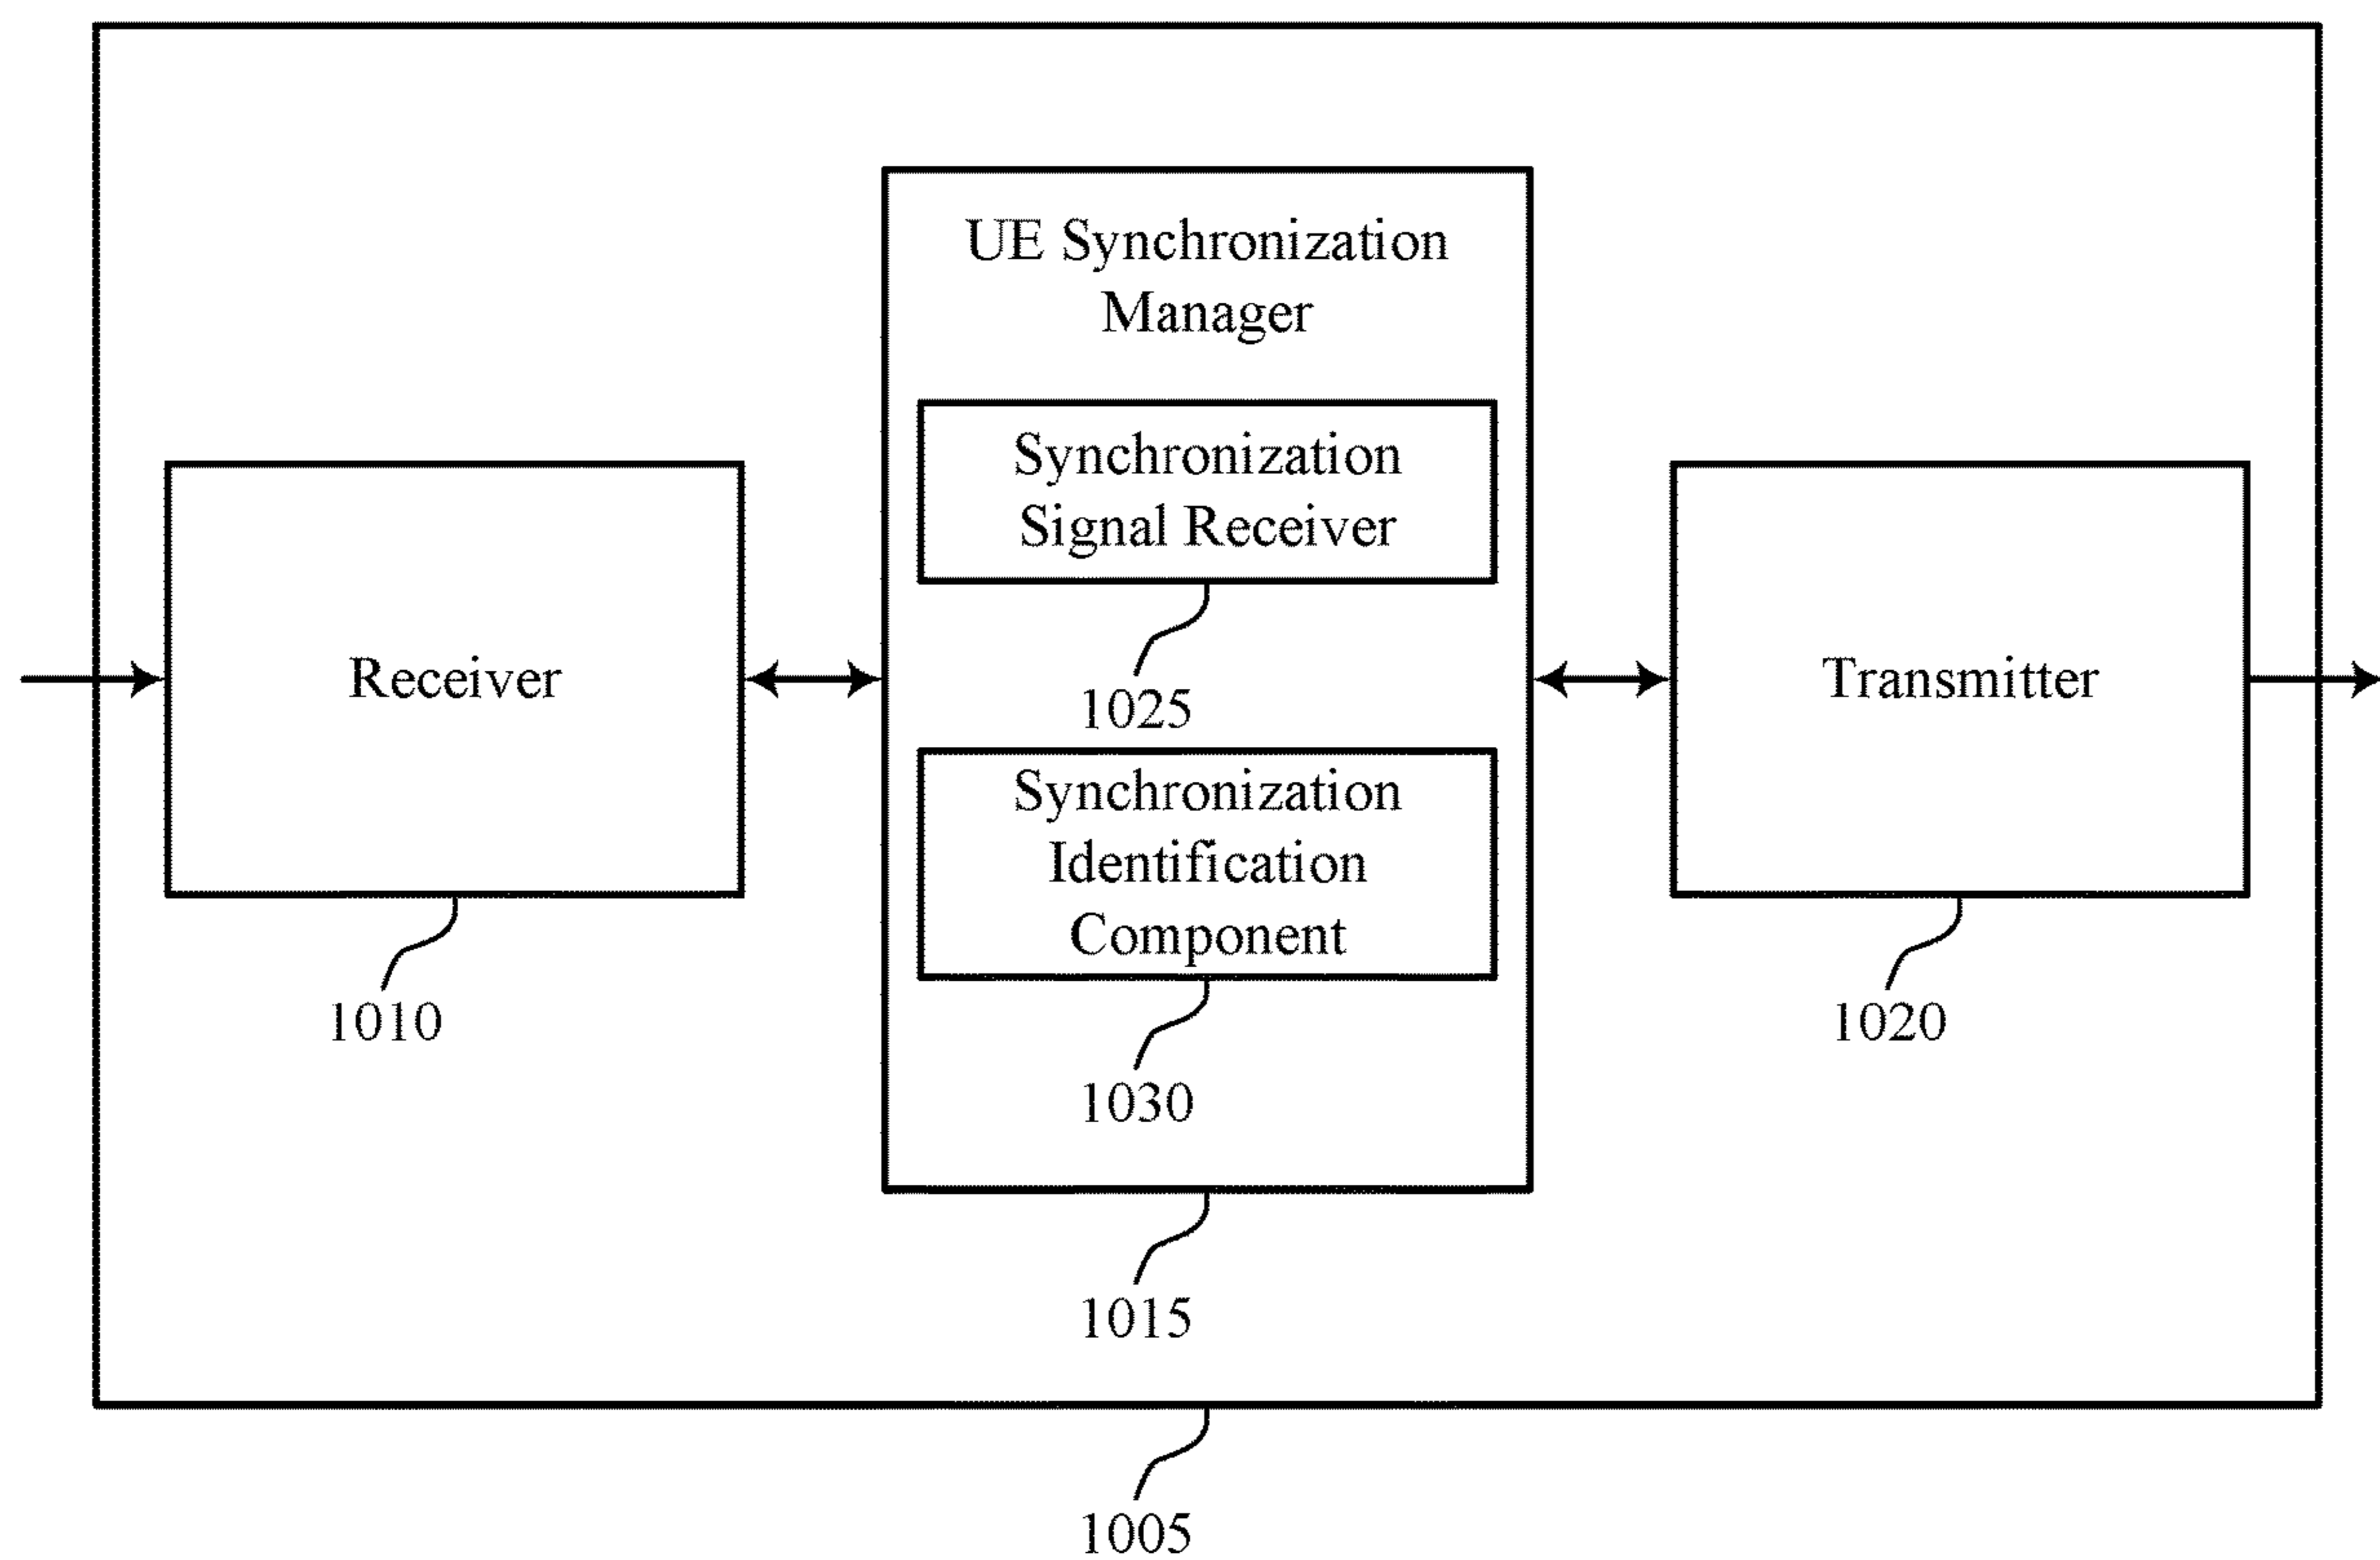 UE Synchronization
Manager
Synchronization
Signal Receiver
1025
Receiver
1010
Synchronization
Identification
Component
1030
Transmitter
1020
1015
1005